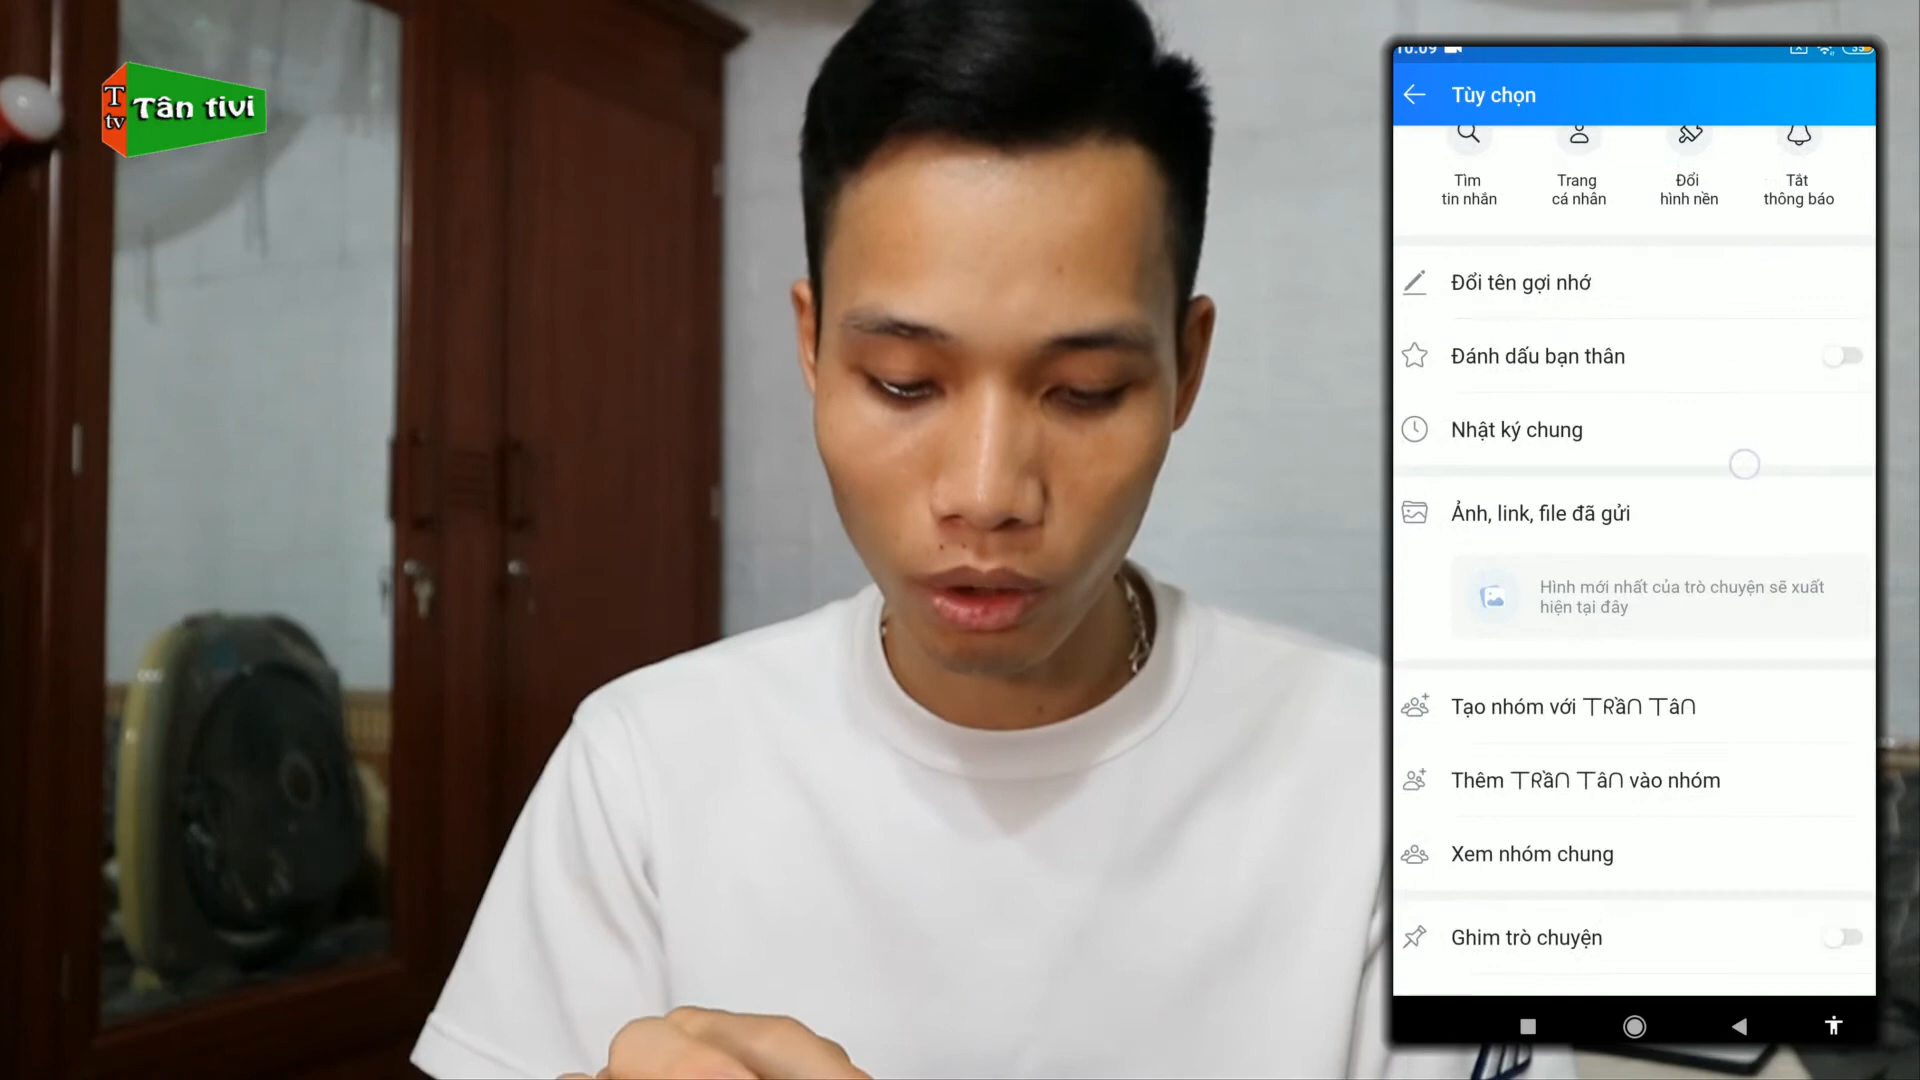 T
tv
Tân tivi
10:09
35
Tùy chọn
Tìm
tin nhắn
Trang
cá nhân
Đổi
hình nền
Tắt
thông báo
Đổi tên gợi nhớ
Đánh dấu bạn thân
Nhật ký chung
Ảnh, link, file đã gửi
Hình mới nhất của trò chuyện sẽ xuất
hiện tại đây
Tạo nhóm với TRầN TâN
Thêm TRầN TâN vào nhóm
Xem nhóm chung
Ghim trò chuyện